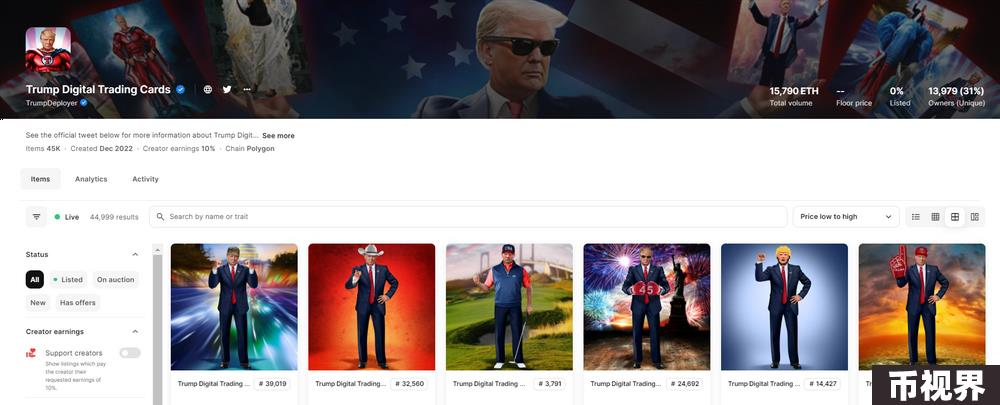 Trump Digital Trading Cards
TrumpDeployer
15,790 ETH
Total volume
--
Floor price
0%
Listed
13,979 (31%)
Owners (Unique)
See the official tweet below for more information about Trump Digit... See more
Items 45K · Created Dec 2022 · Creator earnings 10% · Chain Polygon
Items Analytics Activity
Live 44,999 results Search by name or trait Price low to high
Status
All Listed On auction
New Has offers
Creator earnings
Support creators
Show listings which pay
the creator their
requested earnings of
10%.
45
Trump Digital Trading ... # 39,019
Trump Digital Trading... # 32,560
Trump Digital Trading ... # 3,791
Trump Digital Trading... # 24,692
Trump Digital Trading ... # 14,427
Trump Digital Trading
币视界